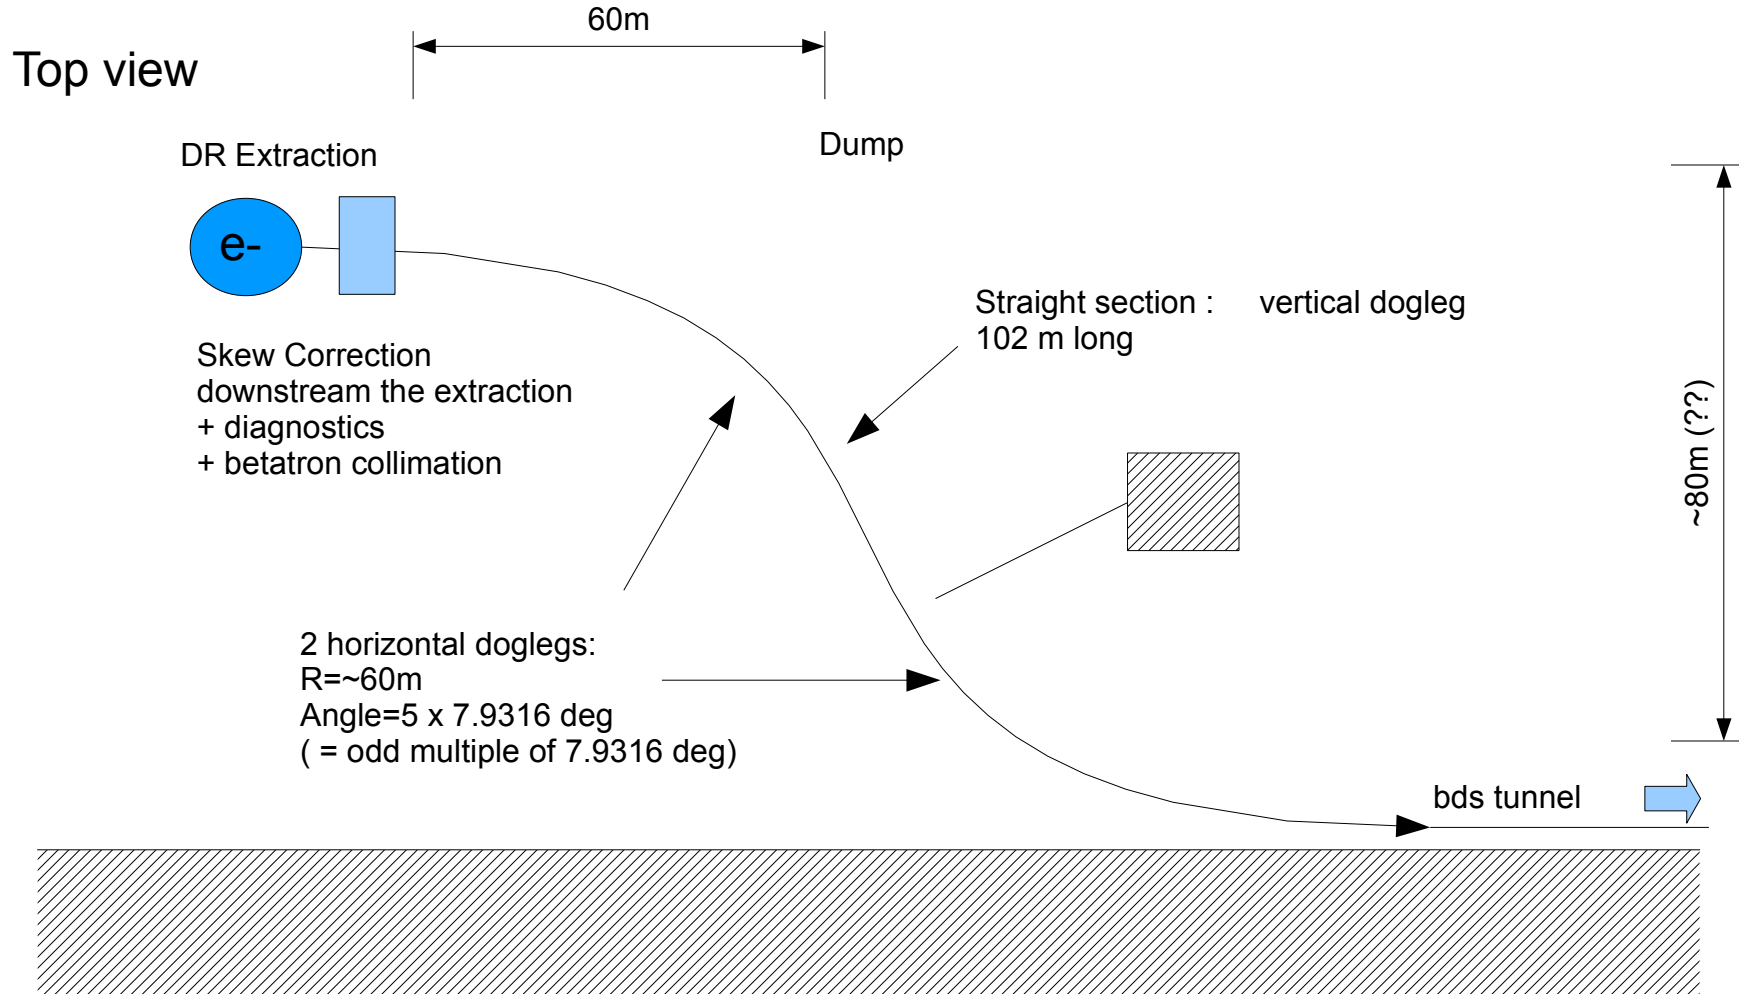 60m
Top view
Dump
DR Extraction
e-
Straight section :    vertical dogleg
102 m long
Skew Correction
downstream the extraction
+ diagnostics
+ betatron collimation
~80m (??)
2 horizontal doglegs:
R=~60m
Angle=5 x 7.9316 deg
( = odd multiple of 7.9316 deg)
bds tunnel